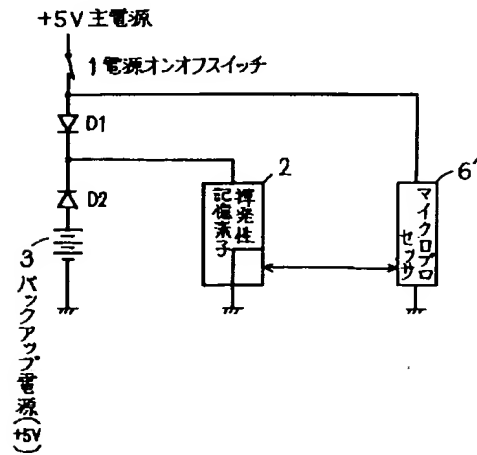 +5V 主電源
1 電源オンオフスイッチ
D1
D2
2
揮発性
記憶素子
6'
マイクロプロ
セッサ
3
バックアップ電源(+5V)